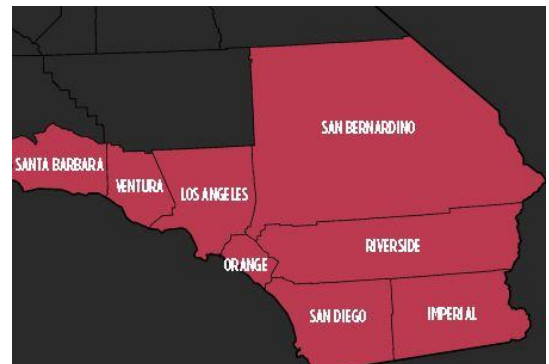 SAN BERNARDINO
SANTA BARBARA
VENTURA
LOS ANGELES
RIVERSIDE
ORANGE
SAN DIEGO
IMPERIAL